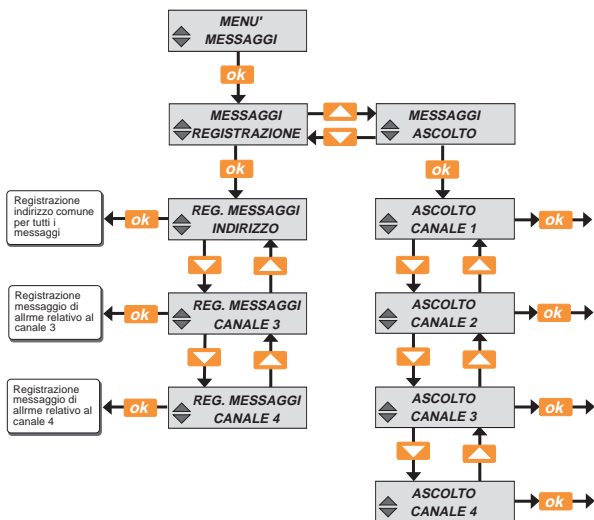 MENU'
MESSAGGI
ok
MESSAGGI
REGISTRAZIONE
MESSAGGI
ASCOLTO
ok
ok
Registrazione
indirizzo comune
per tutti i
messaggi
ok
REG. MESSAGGI
INDIRIZZO
ASCOLTO
CANALE 1
ok
Registrazione
messaggio di
allrme relativo al
canale 3
ok
REG. MESSAGGI
CANALE 3
ASCOLTO
CANALE 2
ok
Registrazione
messaggio di
allrme relativo al
canale 4
ok
REG. MESSAGGI
CANALE 4
ASCOLTO
CANALE 3
ok
ASCOLTO
CANALE 4
ok